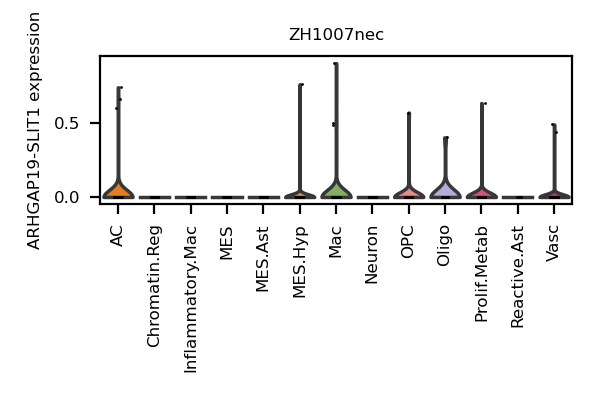 ZH1007nec
ARHGAP19-SLIT1 expression
0.5
0.0
AC
Chromatin.Reg
Inflammatory.Mac
MES
MES.Ast
MES.Hyp
Mac
Neuron
OPC
Oligo
Prolif.Metab
Reactive.Ast
Vasc